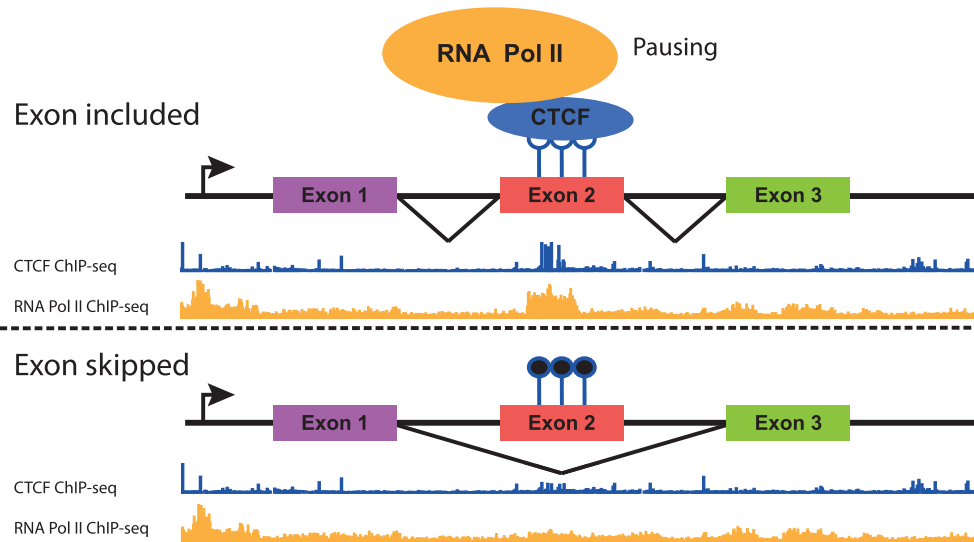 RNA Pol II
Pausing
Exon included
CTCF
Exon 1
Exon 2
Exon 3
CTCF ChIP-seq
RNA Pol II ChIP-seq
Exon skipped
Exon 1
Exon 2
Exon 3
CTCF ChIP-seq
RNA Pol II ChIP-seq